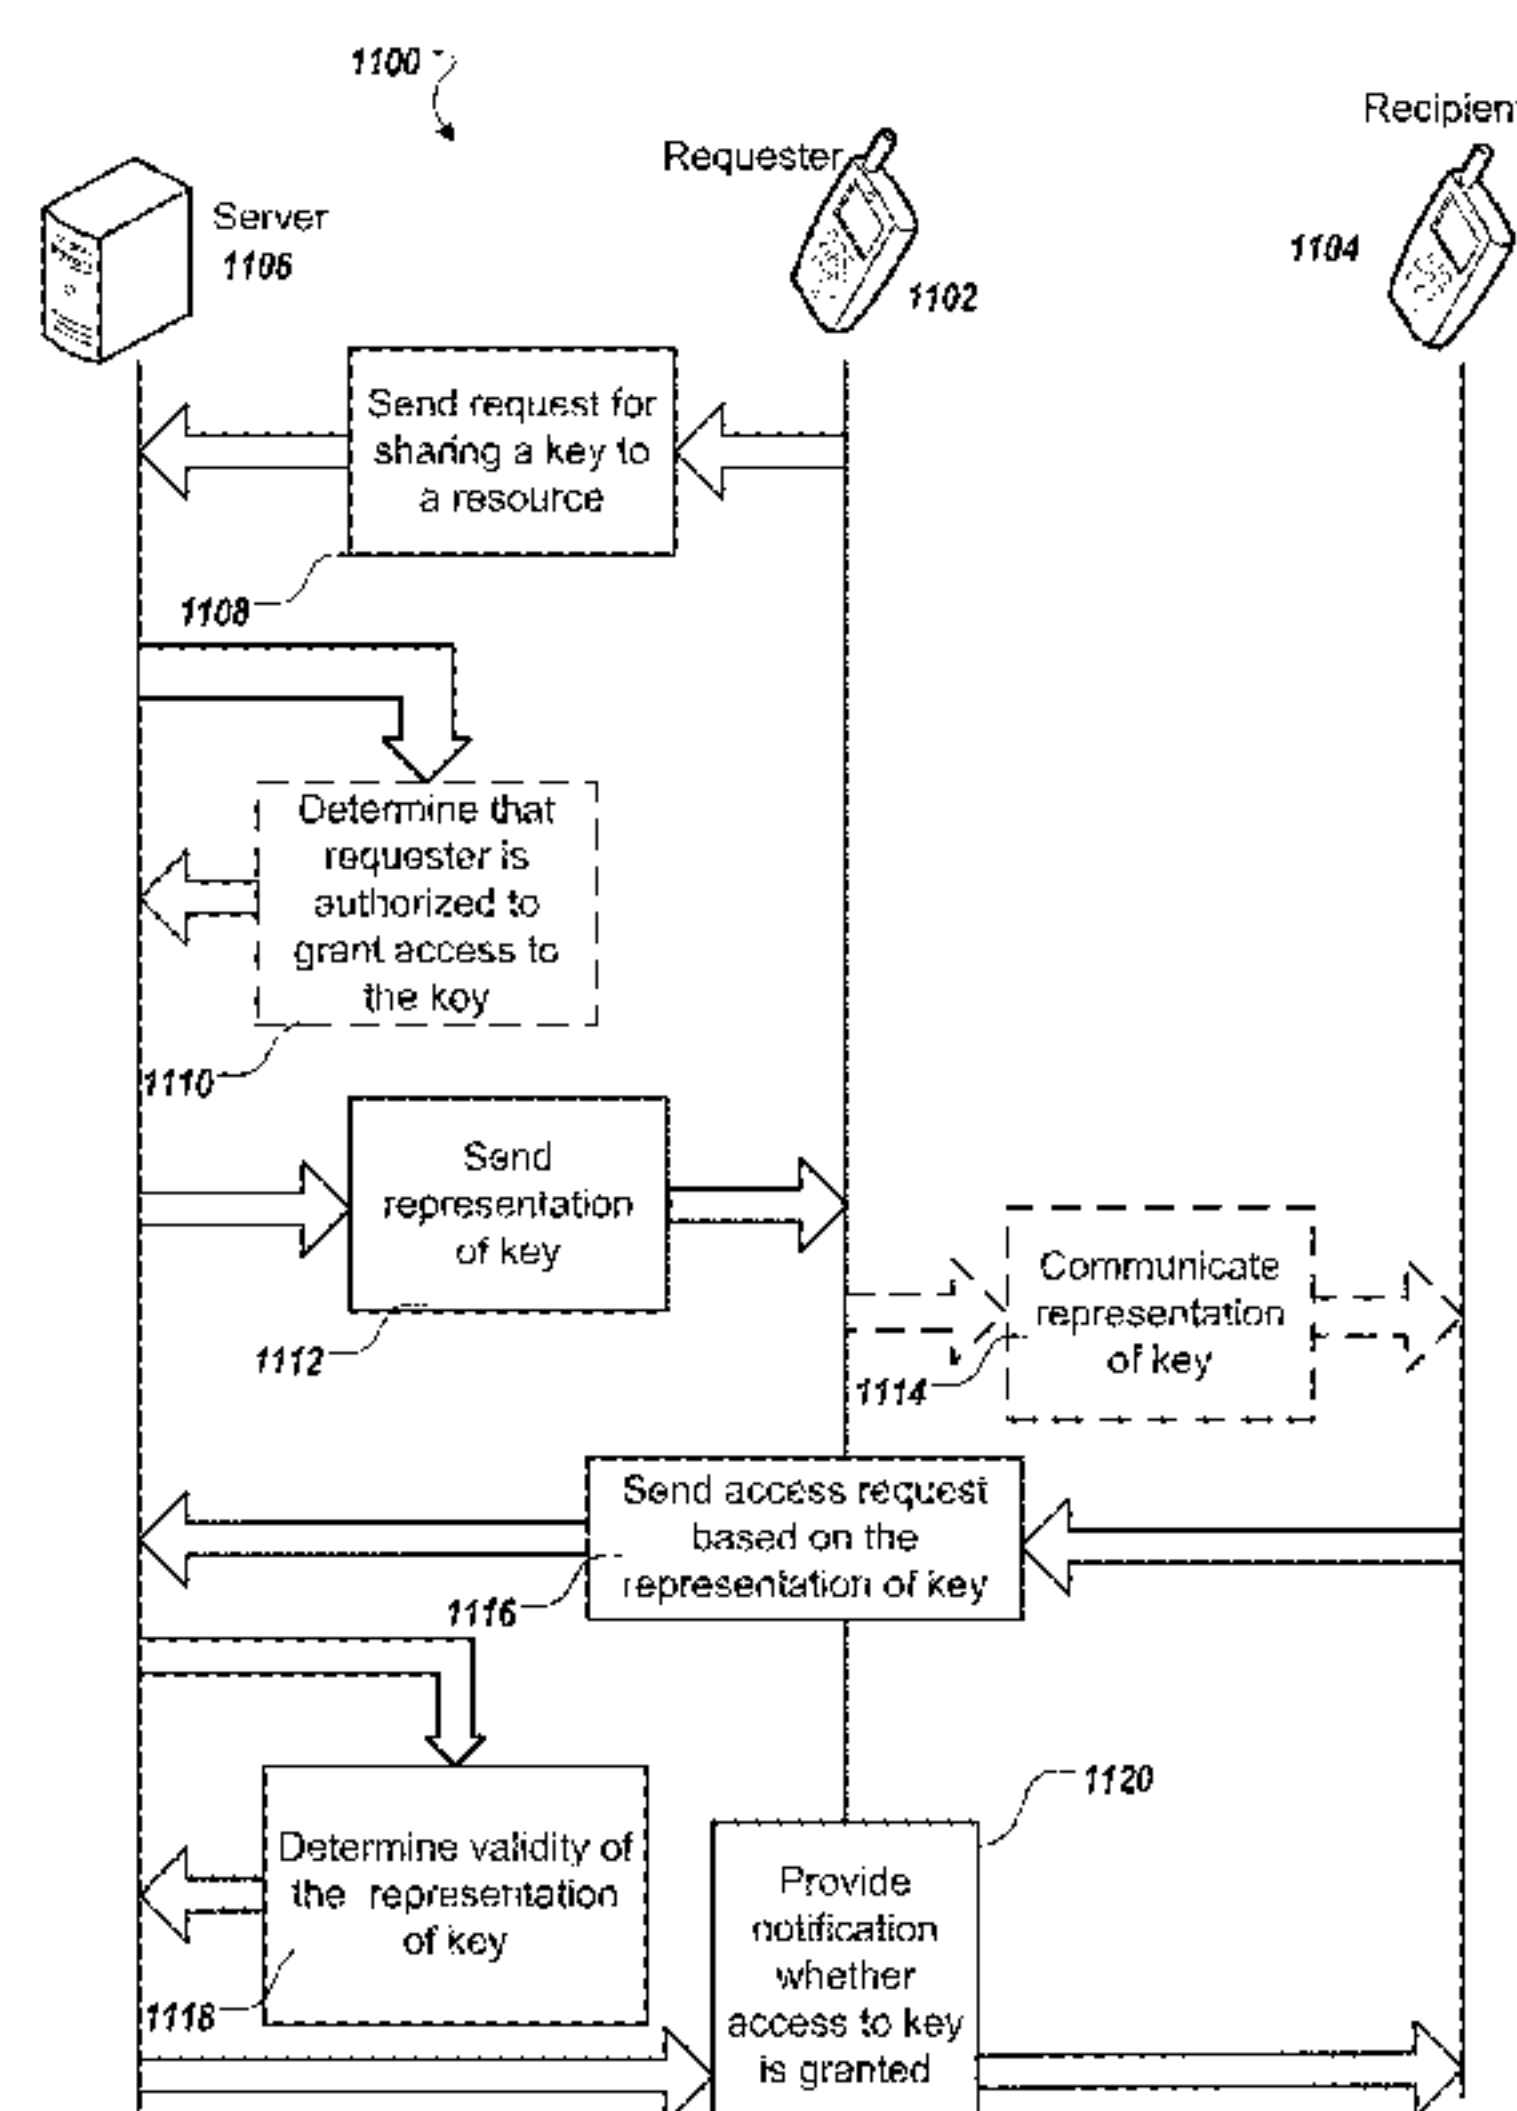 1100
Recipient
Requester
Server
1106
1104
1102
Send request for
sharing a key to
a resource
1108
Determine that
requester is
authorized to
grant access to
the key
1110
Send
representation
of key
1112
Communicate
representation
of key
1114
Send access request
based on the
representation of key
1116
1120
Determine validity of
the representation
of key
1118
Provide
notification
whether
access to key
is granted